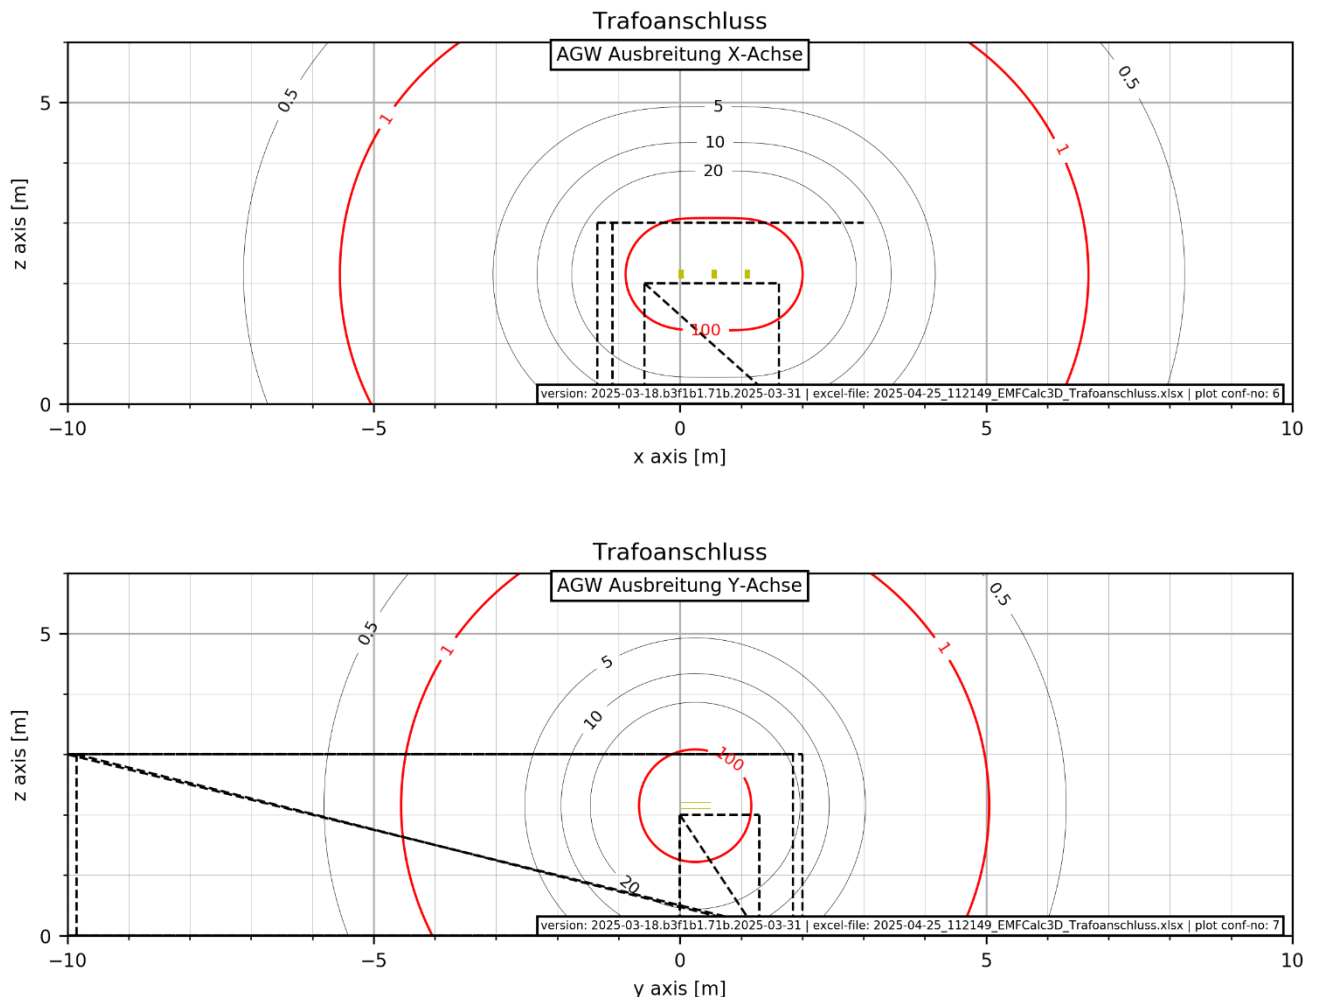 Trafoanschluss
AGW Ausbreitung X-Achse
0.5
0.5
5
5
1
10
1
20
z axis [m]
100
version: 2025-03-18.b3f1b1.71b.2025-03-31 | excel-file: 2025-04-25_112149_EMFCalc3D_Trafoanschluss.xlsx | plot conf-no: 6
0
−10 −5 0 5 10
x axis [m]
Trafoanschluss
AGW Ausbreitung Y-Achse
0.5
0.5
5
1
1
5
10
z axis [m]
100
20
version: 2025-03-18.b3f1b1.71b.2025-03-31 | excel-file: 2025-04-25_112149_EMFCalc3D_Trafoanschluss.xlsx | plot conf-no: 7
0
−10 −5 0 5 10
y axis [m]